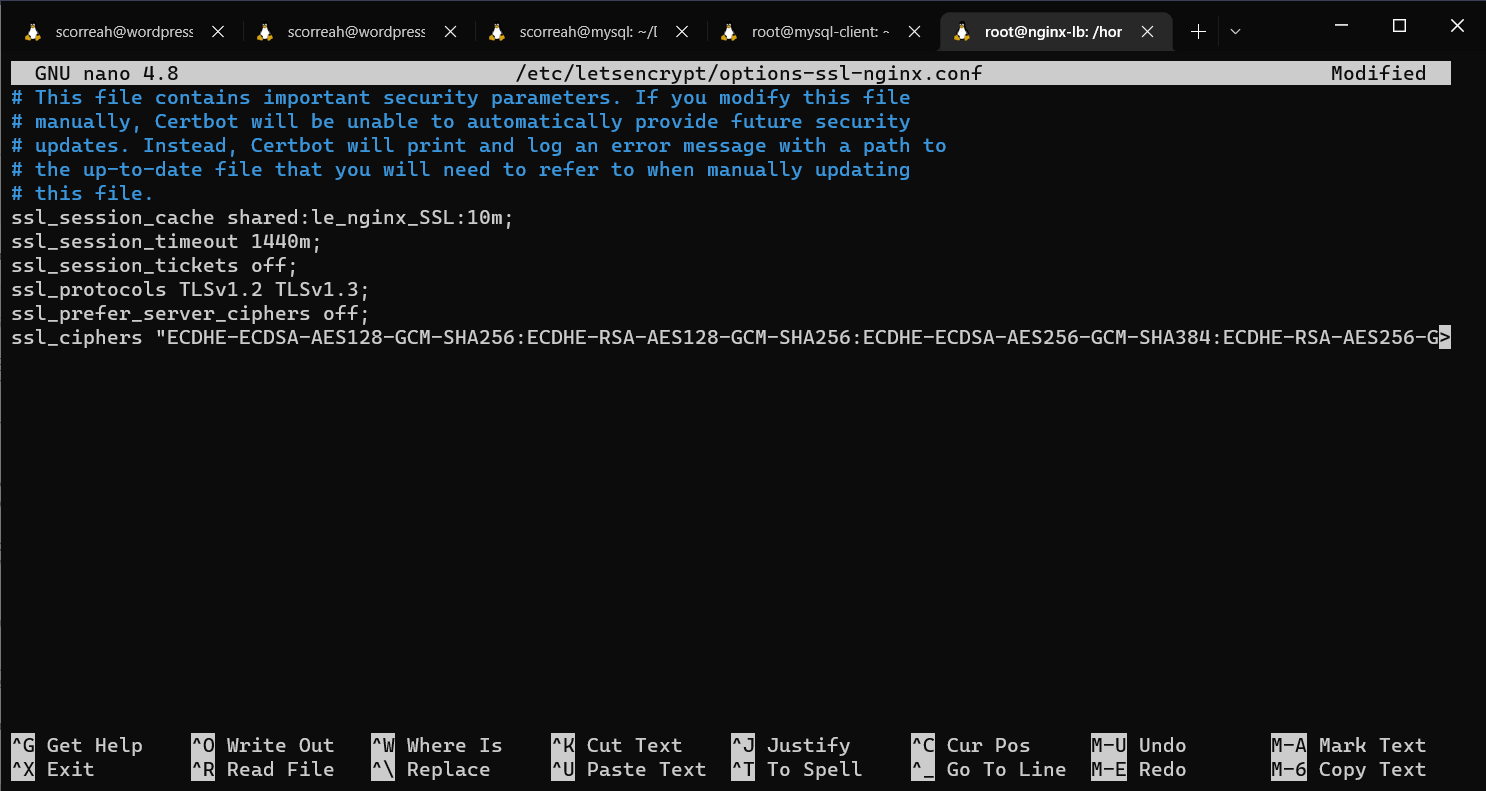 scorreah@wordpress
scorreah@wordpress
scorreah@mysql: ~/[
root@mysql-client: ~
root@nginx-lb: /hor
GNU nano 4.8 /etc/letsencrypt/options-ssl-nginx.conf Modified
# This file contains important security parameters. If you modify this file
# manually, Certbot will be unable to automatically provide future security
# updates. Instead, Certbot will print and log an error message with a path to
# the up-to-date file that you will need to refer to when manually updating
# this file.
ssl_session_cache shared:le_nginx_SSL:10m;
ssl_session_timeout 1440m;
ssl_session_tickets off;
ssl_protocols TLSv1.2 TLSv1.3;
ssl_prefer_server_ciphers off;
ssl_ciphers "ECDHE-ECDSA-AES128-GCM-SHA256:ECDHE-RSA-AES128-GCM-SHA256:ECDHE-ECDSA-AES256-GCM-SHA384:ECDHE-RSA-AES256-G>
^G Get Help ^O Write Out ^W Where Is ^K Cut Text ^J Justify ^C Cur Pos M-U Undo M-A Mark Text
^X Exit ^R Read File ^\ Replace ^U Paste Text ^T To Spell ^_ Go To Line M-E Redo M-6 Copy Text